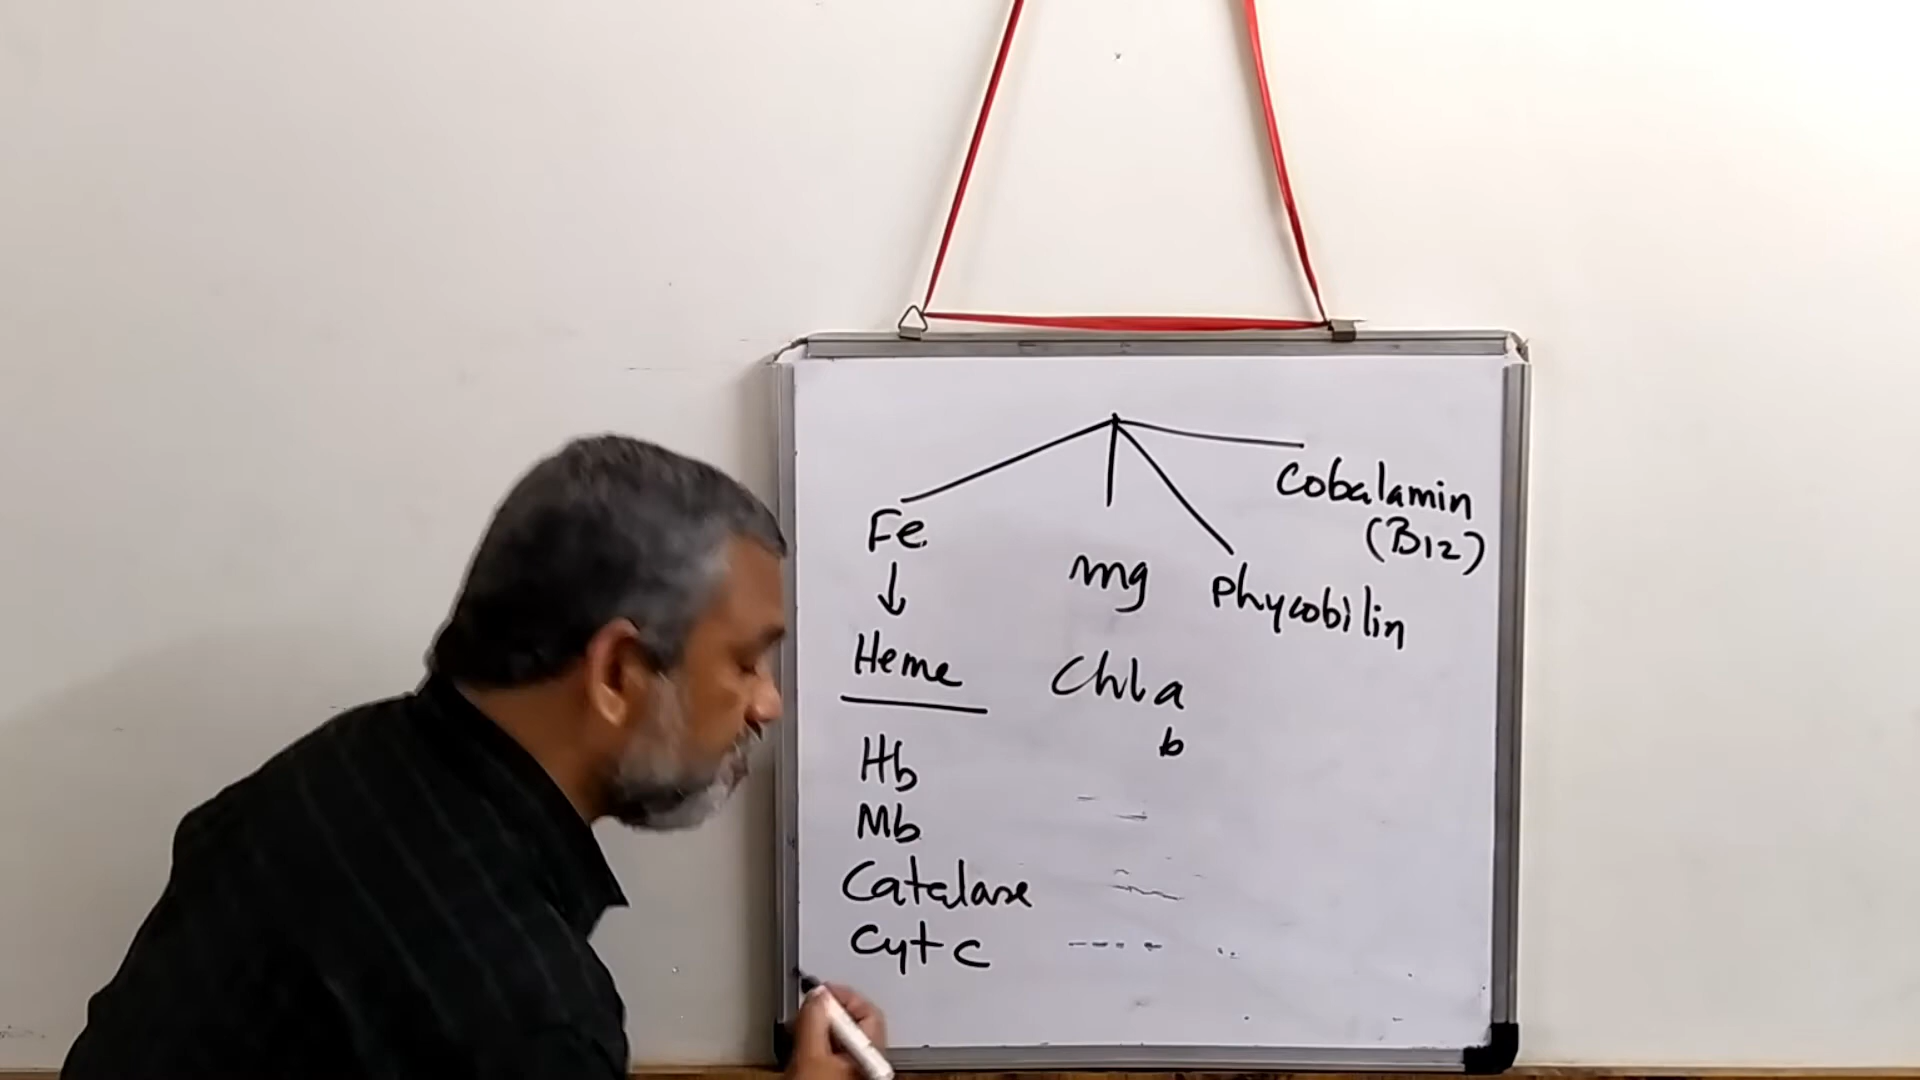 Cobalamin
(B12)
Fe
mg
Phycobilin
Heme
Chl a
b
Hb
Mb
Catalase
Cyt c